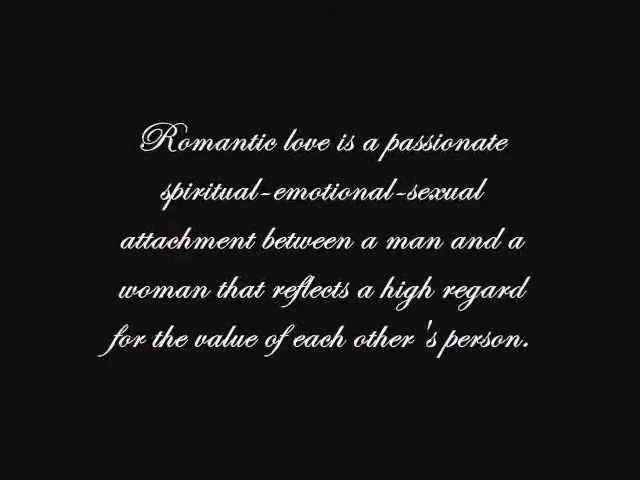 Romantic love is a passionate
spiritual-emotional-sexual
attachment between a man and a
woman that reflects a high regard
for the value of each other 's person.